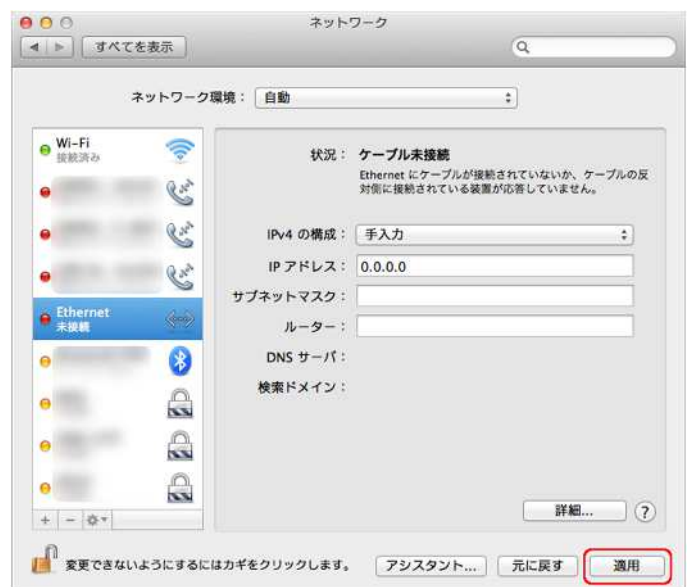 ネットワーク
すべてを表示
ネットワーク環境： 自動
Wi-Fi
接続済み
Ethernet
未接続
状況： ケーブル未接続
Ethernet にケーブルが接続されていないか、ケーブルの反
対側に接続されている装置が応答していません。
IPv4 の構成： 手入力
IP アドレス： 0.0.0.0
サブネットマスク：
ルーター：
DNS サーバ：
検索ドメイン：
詳細... ?
+ -
変更できないようにするにはカギをクリックします。 アシスタント... 元に戻す 適用